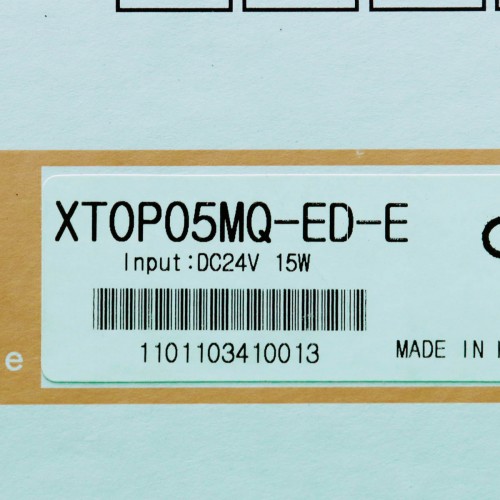 XTOP05MQ-ED-E
Input:DC24V 15W
1101103410013
MADE IN
e